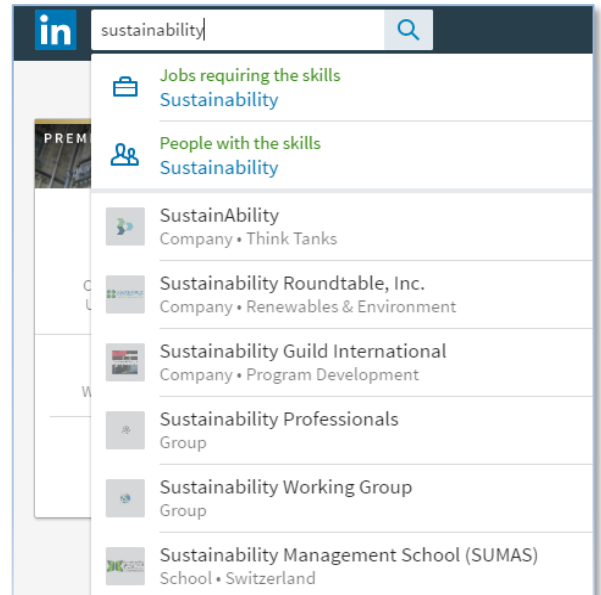 in
sustainability
Jobs requiring the skills
Sustainability
PREM
People with the skills
Sustainability
SustainAbility
Company • Think Tanks
Sustainability Roundtable, Inc.
Company • Renewables & Environment
Sustainability Guild International
Company • Program Development
W
Sustainability Professionals
Group
Sustainability Working Group
Group
Sustainability Management School (SUMAS)
School • Switzerland